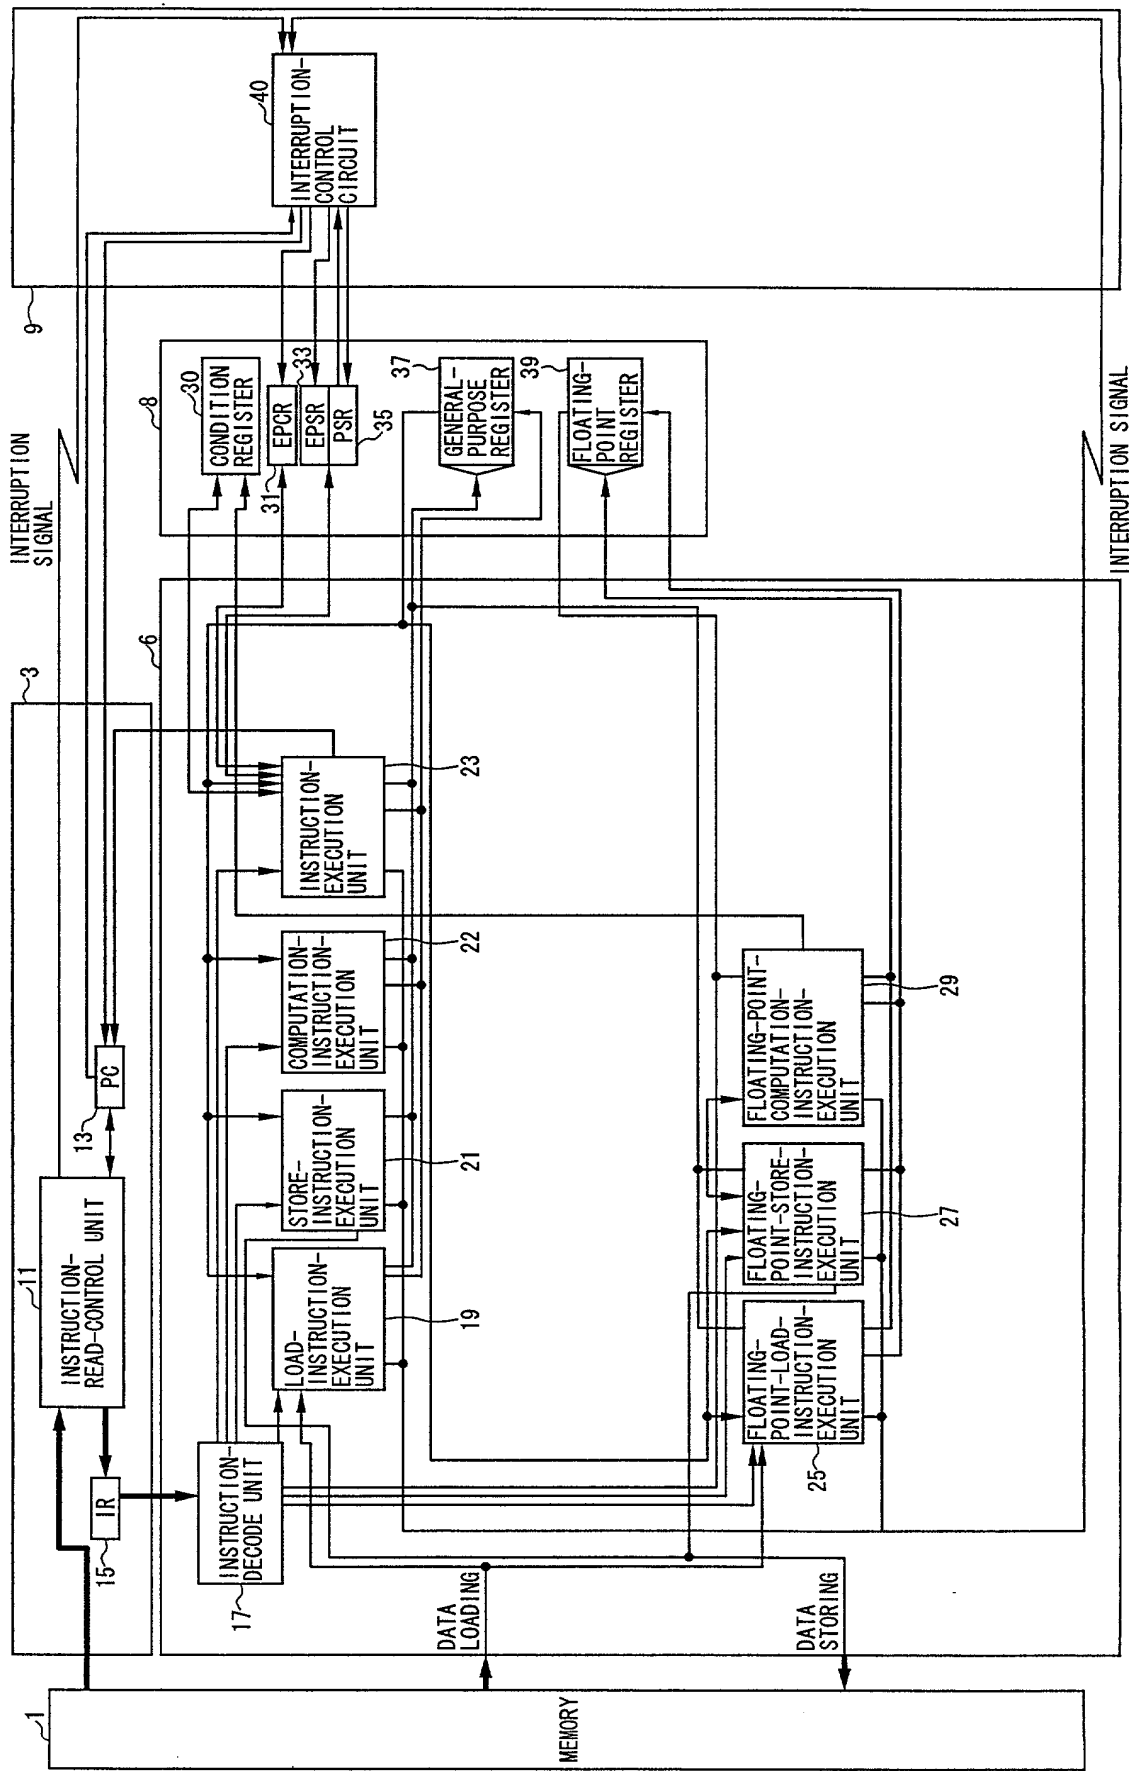 1
MEMORY
3
11
INSTRUCTION-
READ-CONTROL UNIT
13
PC
15
IR
INTERRUPTION
SIGNAL
6
17
INSTRUCTION-
DECODE UNIT
DATA
LOADING
DATA
STORING
LOAD-
INSTRUCTION-
EXECUTION
UNIT
19
STORE-
INSTRUCTION-
EXECUTION
UNIT
21
COMPUTATION-
INSTRUCTION-
EXECUTION
UNIT
22
INSTRUCTION-
EXECUTION
UNIT
23
FLOATING-
POINT-LOAD-
INSTRUCTION-
EXECUTION
UNIT
25
FLOATING-
POINT-STORE-
INSTRUCTION-
EXECUTION
UNIT
27
FLOATING-POINT-
COMPUTATION-
INSTRUCTION-
EXECUTION
UNIT
29
8
30
CONDITION
REGISTER
31
EPCR
33
EPSR
PSR
35
37
GENERAL-
PURPOSE
REGISTER
39
FLOATING-
POINT
REGISTER
9
40
INTERRUPTION-
CONTROL
CIRCUIT
INTERRUPTION SIGNAL